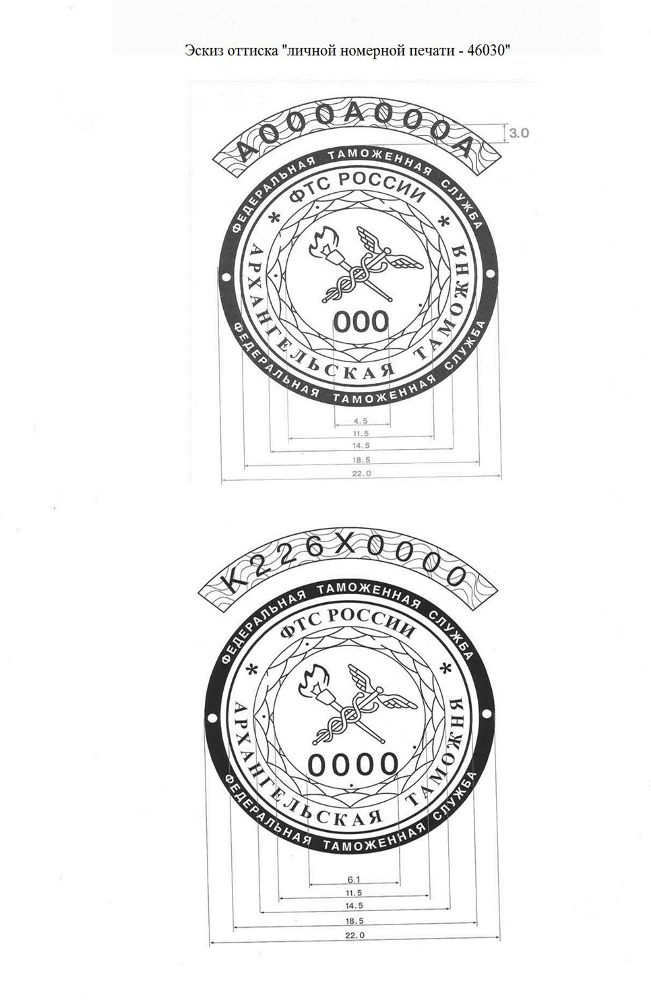 Эскиз оттиска "личной номерной печати - 46030"
А000А000А
3.0
ФЕДЕРАЛЬНАЯ ТАМОЖЕННАЯ СЛУЖБА
ФТС РОССИИ
* *
АРХАНГЕЛЬСКАЯ ТАМОЖНЯ
000
ФЕДЕРАЛЬНАЯ ТАМОЖЕННАЯ СЛУЖБА
4.5
11.5
14.5
18.5
22.0
К226Х0000
ФЕДЕРАЛЬНАЯ ТАМОЖЕННАЯ СЛУЖБА
ФТС РОССИИ
* *
АРХАНГЕЛЬСКАЯ ТАМОЖНЯ
0000
ФЕДЕРАЛЬНАЯ ТАМОЖЕННАЯ СЛУЖБА
6.1
11.5
14.5
18.5
22.0